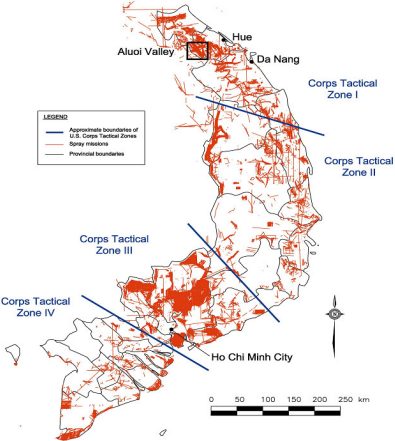 Hue
Aluoi Valley
Da Nang
Corps Tactical
Zone I
LEGEND
Approximate boundaries of
U.S. Corps Tactical Zones
Spray missions
Provincial boundaries
Corps Tactical
Zone II
Corps Tactical
Zone III
Corps Tactical
Zone IV
N
Ho Chi Minh City
0 50 100 150 200 250
km